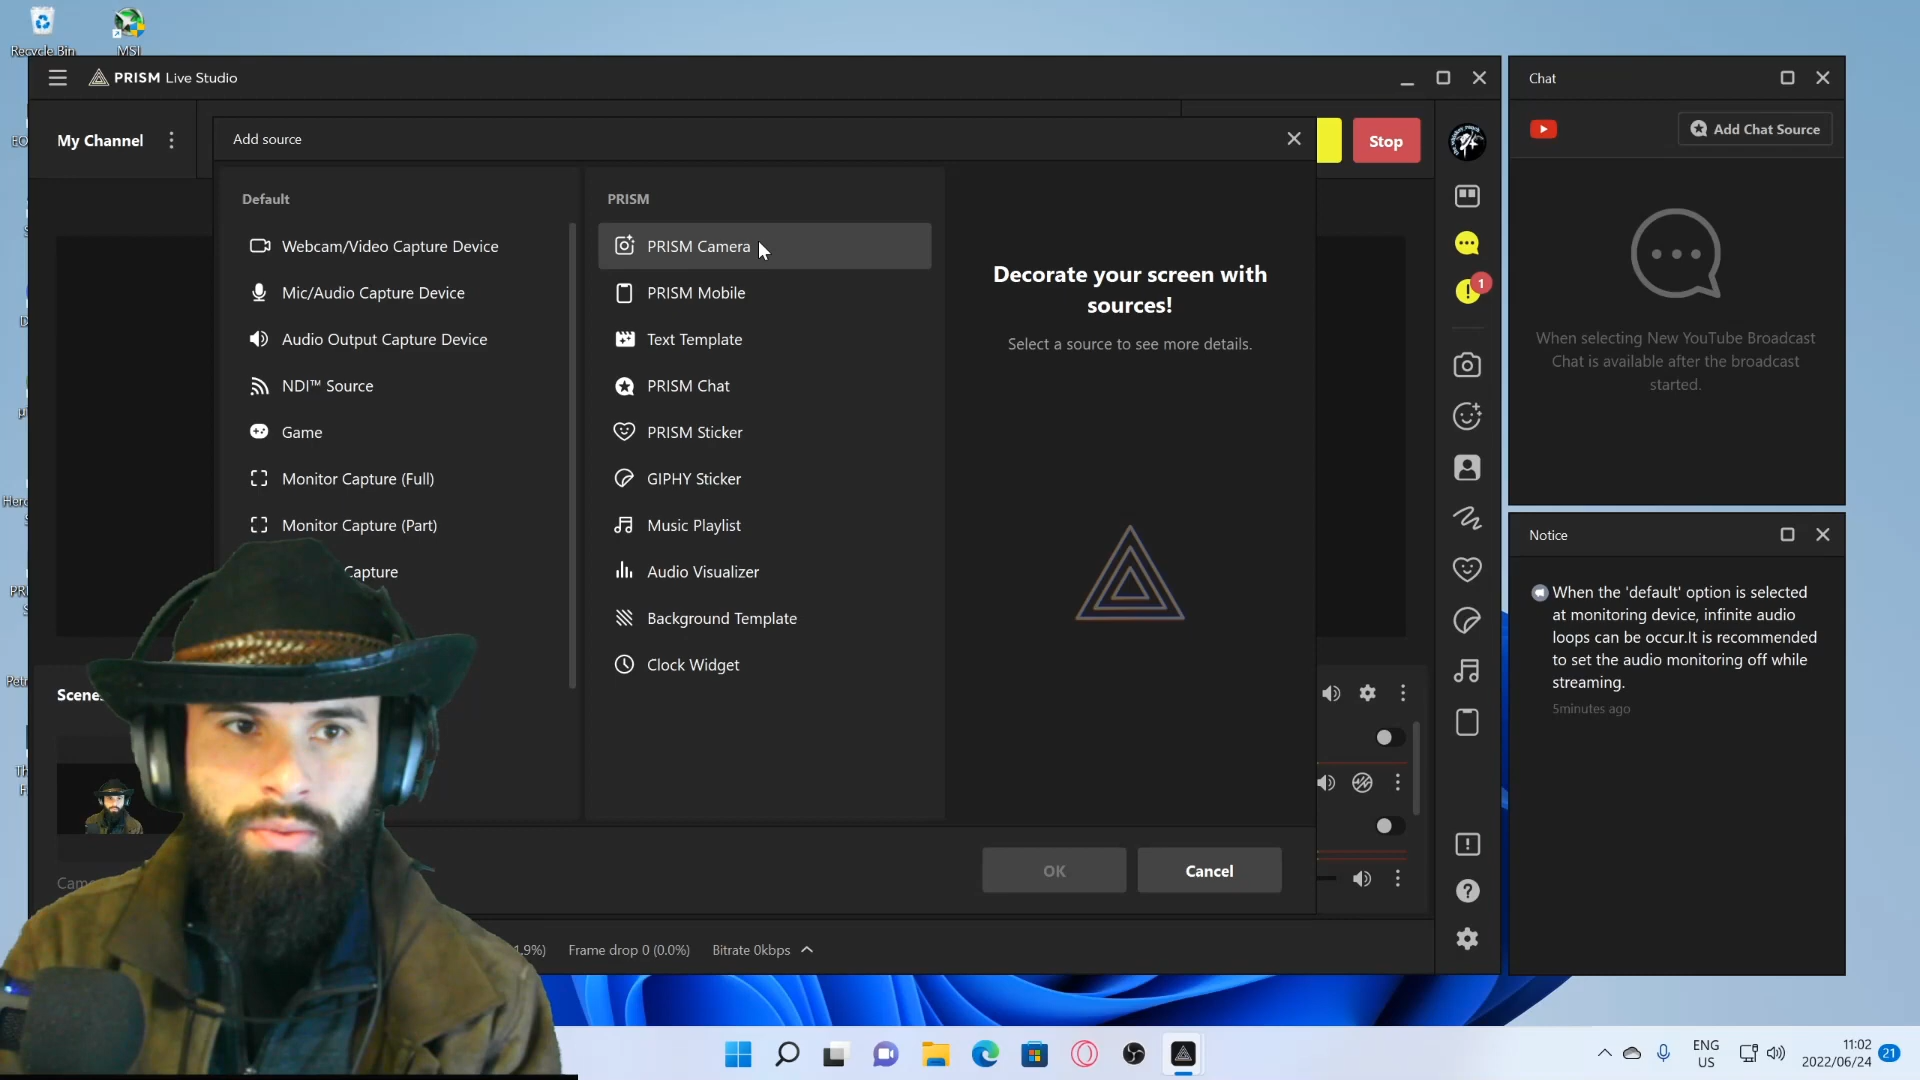 Recycle Bin
MSI
PRISM Live Studio
My Channel
Add source
Stop
Default
Webcam/Video Capture Device
Mic/Audio Capture Device
Audio Output Capture Device
NDI™ Source
Game
Monitor Capture (Full)
Monitor Capture (Part)
Capture
PRISM
PRISM Camera
PRISM Mobile
Text Template
PRISM Chat
PRISM Sticker
GIPHY Sticker
Music Playlist
Audio Visualizer
Background Template
Clock Widget
Decorate your screen with
sources!
Select a source to see more details.
OK
Cancel
Scenes
1.9%)
Frame drop 0 (0.0%)
Bitrate 0kbps
1
Chat
Add Chat Source
When selecting New YouTube Broadcast
Chat is available after the broadcast
started.
Notice
When the 'default' option is selected
at monitoring device, infinite audio
loops can be occur.It is recommended
to set the audio monitoring off while
streaming.
5minutes ago
ENG
US
11:02
2022/06/24
21